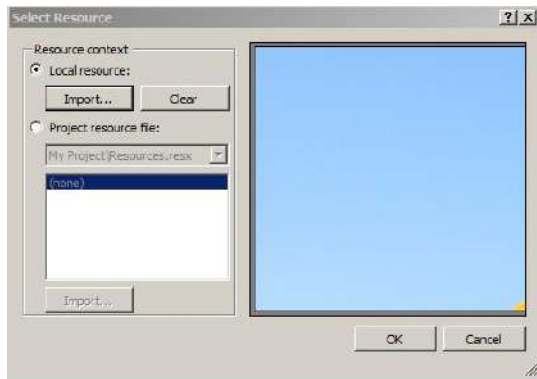 Select Resource
Resource context
Local resource:
Import... Clear
Project resource file:
My Project\Resources.resx
(none)
Import...
OK Cancel